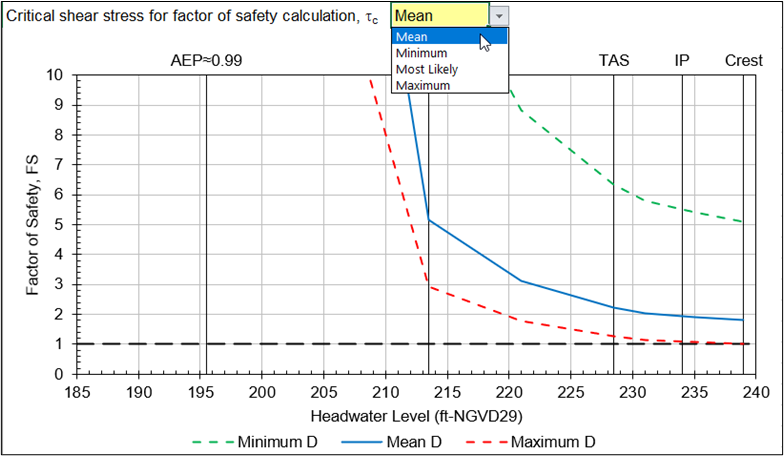 Critical shear stress for factor of safety calculation, τc
Mean
Mean
Minimum
Most Likely
Maximum
AEP≈0.99
TAS
IP
Crest
10
9
8
7
6
5
4
3
2
1
0
Factor of Safety, FS
185
190
195
200
205
210
215
220
225
230
235
240
Headwater Level (ft-NGVD29)
Minimum D
Mean D
Maximum D